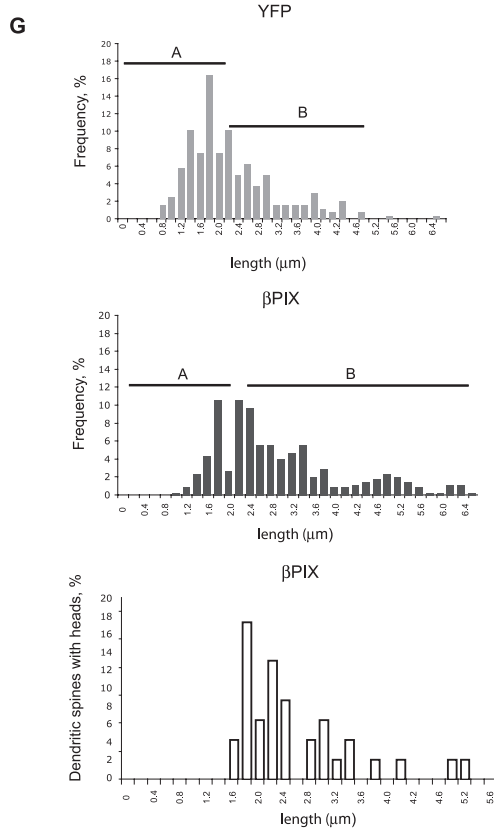 G
YFP
Frequency, %
20
18
16
14
12
10
8
6
4
2
0
A
B
0 0.4 0.8 1.2 1.6 2.0 2.4 2.8 3.2 3.6 4.0 4.4 4.8 5.2 5.6 6.0 6.4
length (μm)
βPIX
Frequency, %
20
18
16
14
12
10
8
6
4
2
0
A
B
0 0.4 0.8 1.2 1.6 2.0 2.4 2.8 3.2 3.6 4.2 4.8 5.2 5.6 6.0 6.4
length (μm)
βPIX
Dendritic spines with heads, %
20
18
16
14
12
10
8
6
4
2
0
0 0.4 0.8 1.2 1.6 2.0 2.4 2.8 3.2 3.8 4.2 4.6 5.2 5.6
length (μm)